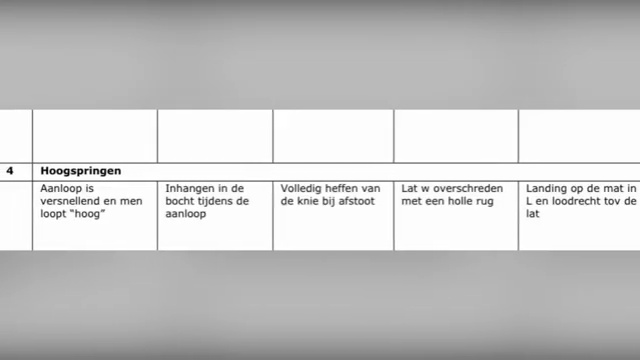 4 Hoogspringen
Aanloop is
versnellend en men
loopt “hoog”
Inhangen in de
bocht tijdens de
aanloop
Volledig heffen van
de knie bij afstoot
Lat w overschreden
met een holle rug
Landing op de mat in
L en loodrecht tov de
lat